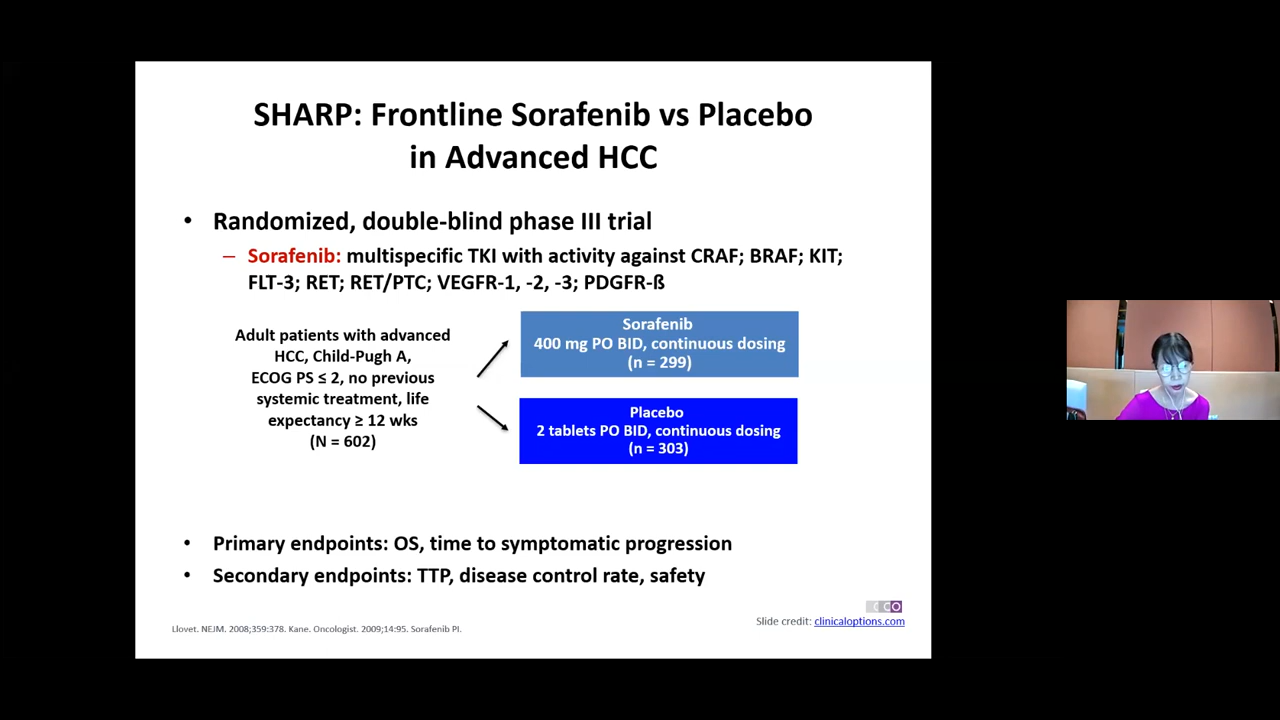 SHARP: Frontline Sorafenib vs Placebo
in Advanced HCC
• Randomized, double-blind phase III trial
– Sorafenib: multispecific TKI with activity against CRAF; BRAF; KIT;
FLT-3; RET; RET/PTC; VEGFR-1, -2, -3; PDGFR-ß
Adult patients with advanced
HCC, Child-Pugh A,
ECOG PS ≤ 2, no previous
systemic treatment, life
expectancy ≥ 12 wks
(N = 602)
Sorafenib
400 mg PO BID, continuous dosing
(n = 299)
Placebo
2 tablets PO BID, continuous dosing
(n = 303)
• Primary endpoints: OS, time to symptomatic progression
• Secondary endpoints: TTP, disease control rate, safety
CCO
Slide credit: clinicaloptions.com
Llovet. NEJM. 2008;359:378. Kane. Oncologist. 2009;14:95. Sorafenib PI.